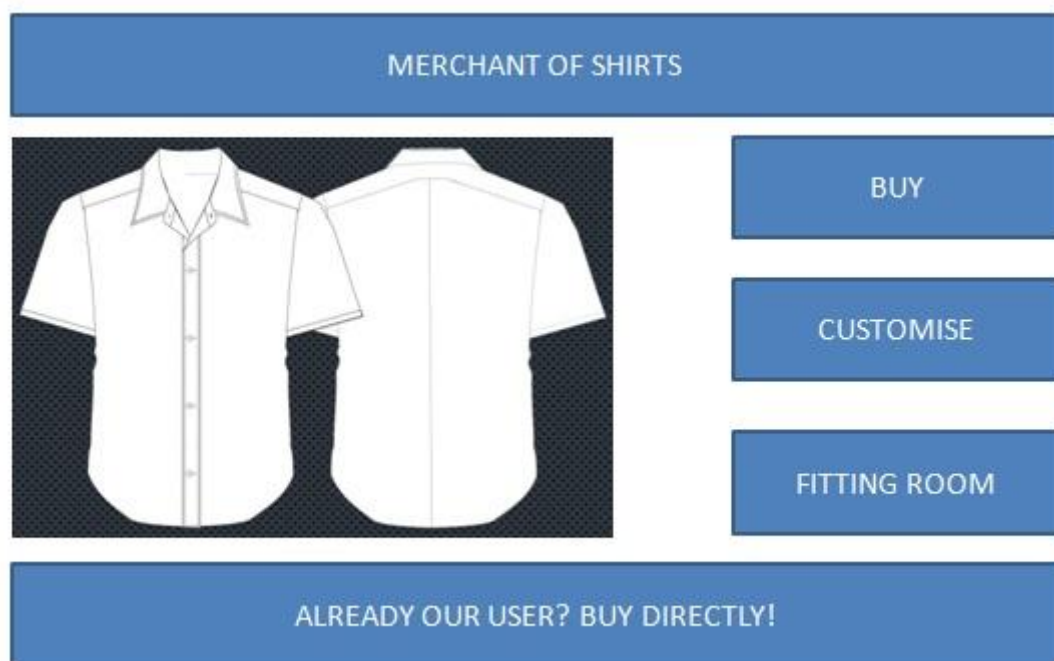 MERCHANT OF SHIRTS
BUY
CUSTOMISE
FITTING ROOM
ALREADY OUR USER? BUY DIRECTLY!